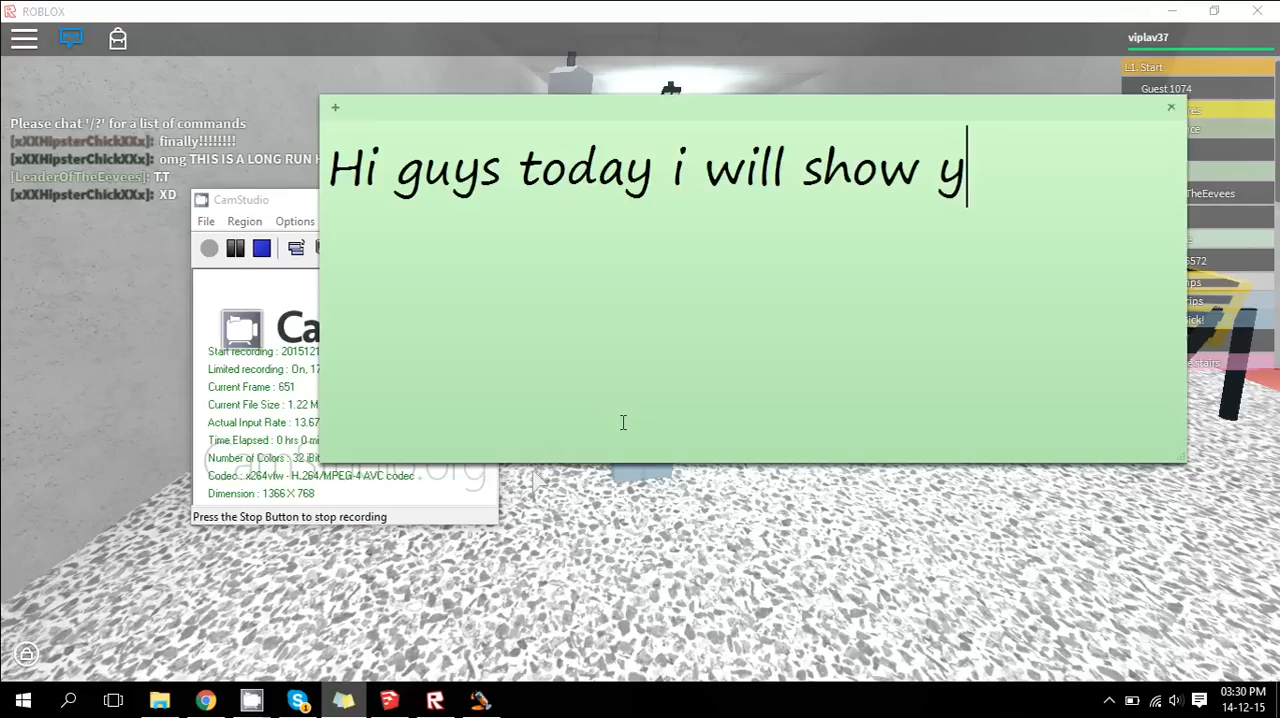 ROBLOX
viplav37
L1. Start
Guest 1074
Please chat '/?' for a list of commands
[xXXHipsterChickXXx]: finally!!!!!!!!
[xXXHipsterChickXXx]: omg THIS IS A LONG RUN
[LeaderOfTheEevees]: T.T
[xXXHipsterChickXXx]: XD
+
×
Hi guys today i will show y
TheEevees
CamStudio
File Region Options
Start recording : 2015121
Limited recording : On, 17
Current Frame : 651
Current File Size : 1.22 M
Actual Input Rate : 13.67
Time Elapsed : 0 hrs 0 mi
Number of Colors : 32 Bit
Codec : x264vfw - H.264/MPEG-4 AVC codec
Dimension : 1366 X 768
Press the Stop Button to stop recording
stairs
03:30 PM
14-12-15